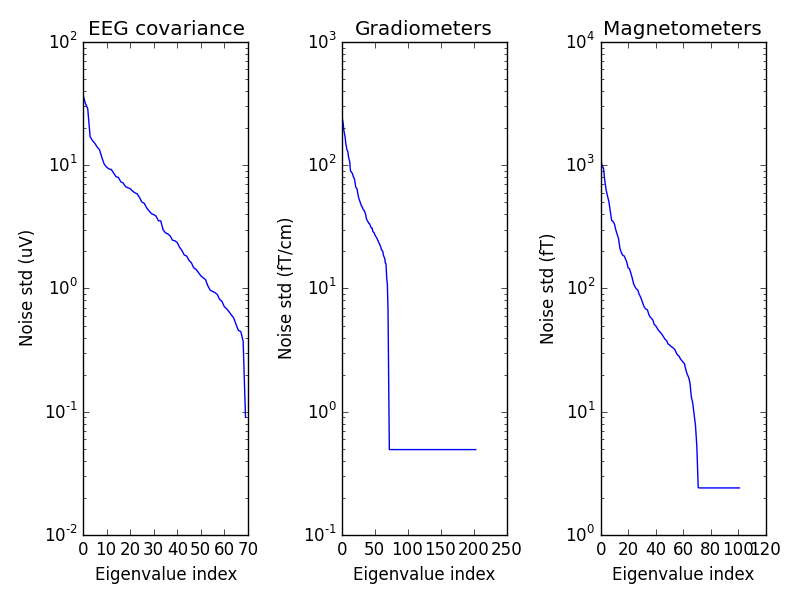 EEG covariance
Noise std (uV)
10^2
10^1
10^0
10^-1
10^-2
0 10 20 30 40 50 60 70
Eigenvalue index
Gradiometers
Noise std (fT/cm)
10^3
10^2
10^1
10^0
10^-1
0 50 100 150 200 250
Eigenvalue index
Magnetometers
Noise std (fT)
10^4
10^3
10^2
10^1
10^0
0 20 40 60 80 100 120
Eigenvalue index